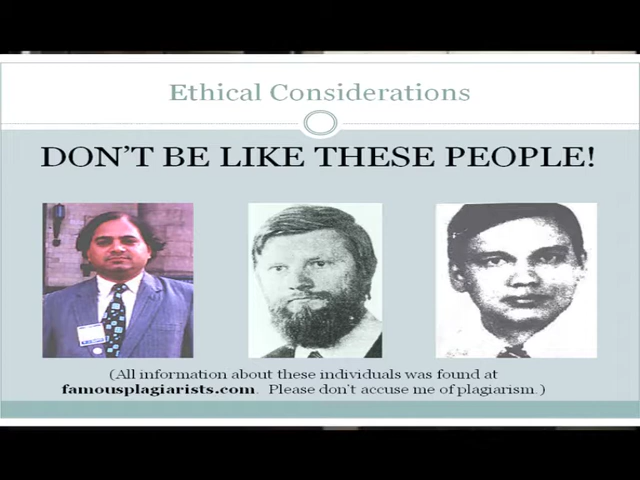 Ethical Considerations
DON'T BE LIKE THESE PEOPLE!
(All information about these individuals was found at
famousplagiarists.com. Please don't accuse me of plagiarism.)